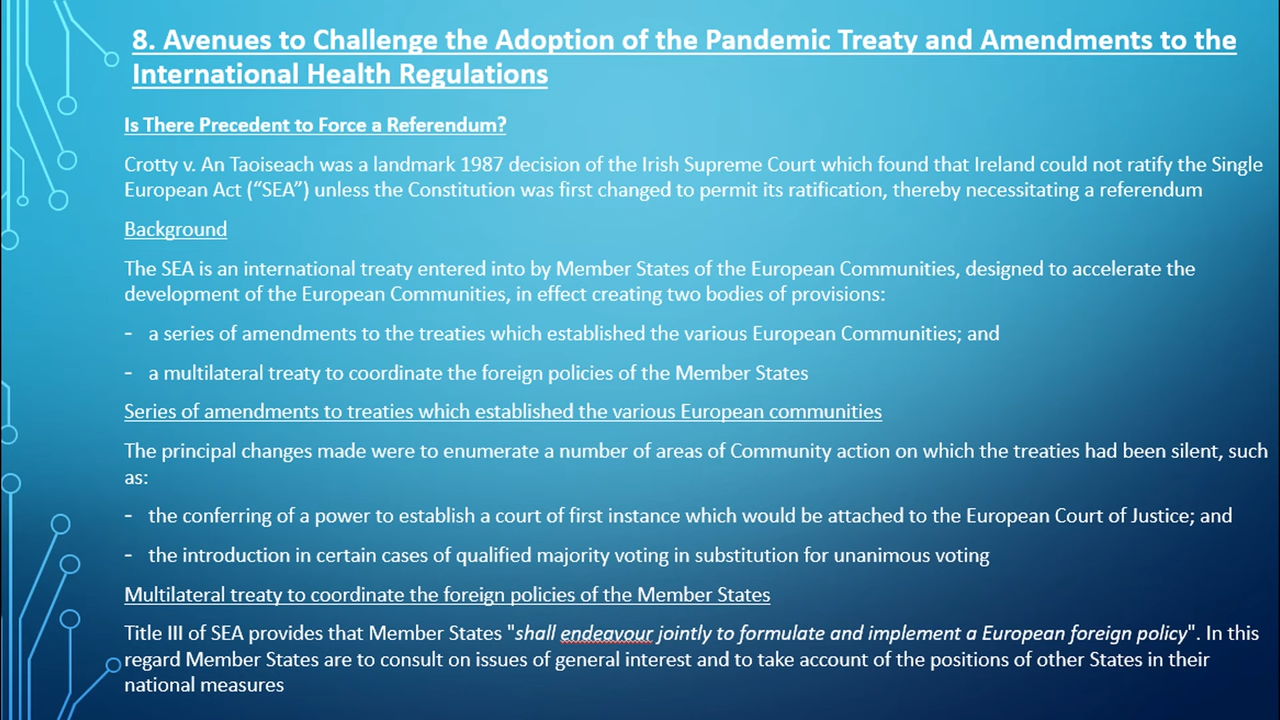 8. Avenues to Challenge the Adoption of the Pandemic Treaty and Amendments to the
International Health Regulations
Is There Precedent to Force a Referendum?
Crotty v. An Taoiseach was a landmark 1987 decision of the Irish Supreme Court which found that Ireland could not ratify the Single
European Act (“SEA”) unless the Constitution was first changed to permit its ratification, thereby necessitating a referendum
Background
The SEA is an international treaty entered into by Member States of the European Communities, designed to accelerate the
development of the European Communities, in effect creating two bodies of provisions:
- a series of amendments to the treaties which established the various European Communities; and
- a multilateral treaty to coordinate the foreign policies of the Member States
Series of amendments to treaties which established the various European communities
The principal changes made were to enumerate a number of areas of Community action on which the treaties had been silent, such
as:
- the conferring of a power to establish a court of first instance which would be attached to the European Court of Justice; and
- the introduction in certain cases of qualified majority voting in substitution for unanimous voting
Multilateral treaty to coordinate the foreign policies of the Member States
Title III of SEA provides that Member States "shall endeavour jointly to formulate and implement a European foreign policy". In this
regard Member States are to consult on issues of general interest and to take account of the positions of other States in their
national measures